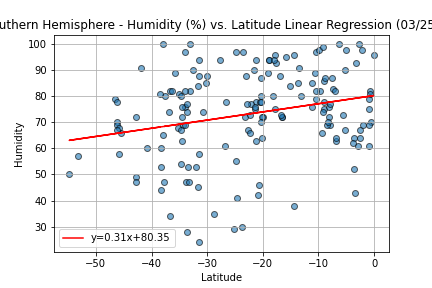 uthern Hemisphere - Humidity (%) vs. Latitude Linear Regression (03/25
100
90
80
70
60
50
40
30
Humidity
y=0.31x+80.35
−50 −40 −30 −20 −10 0
Latitude